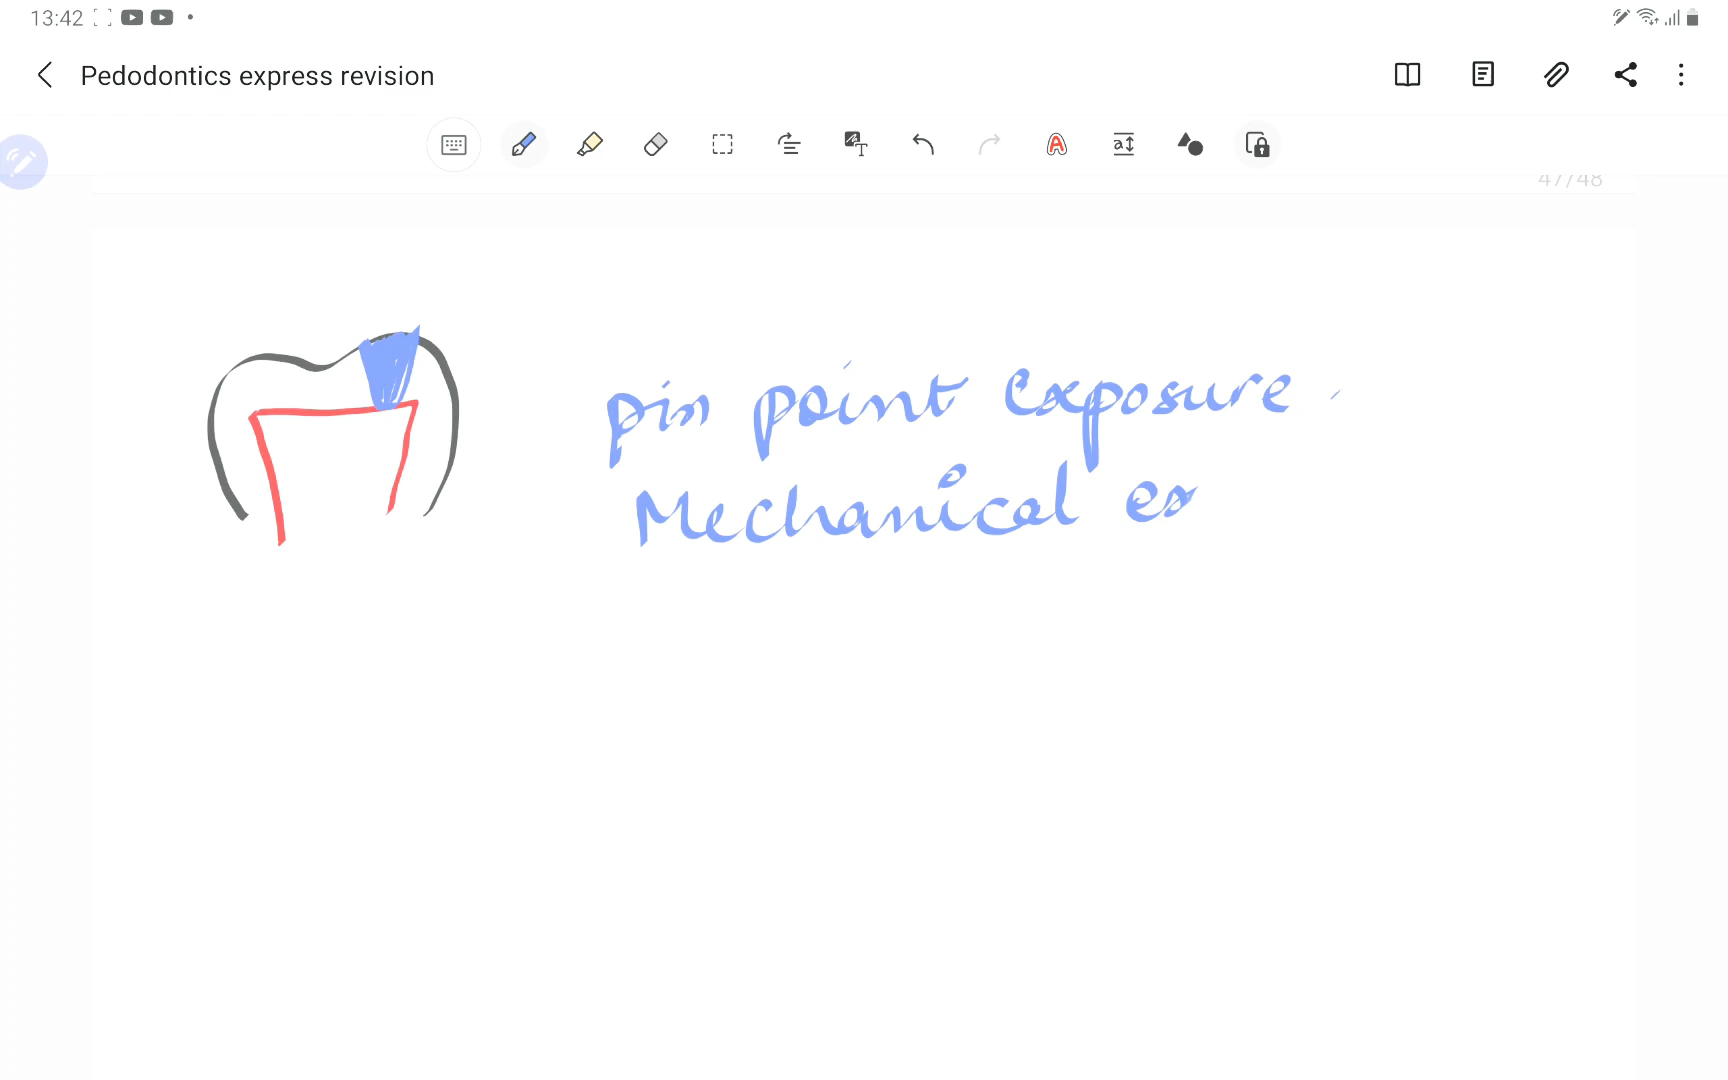 13:42
Pedodontics express revision
47/48
pin point exposure.
Mechanical ex